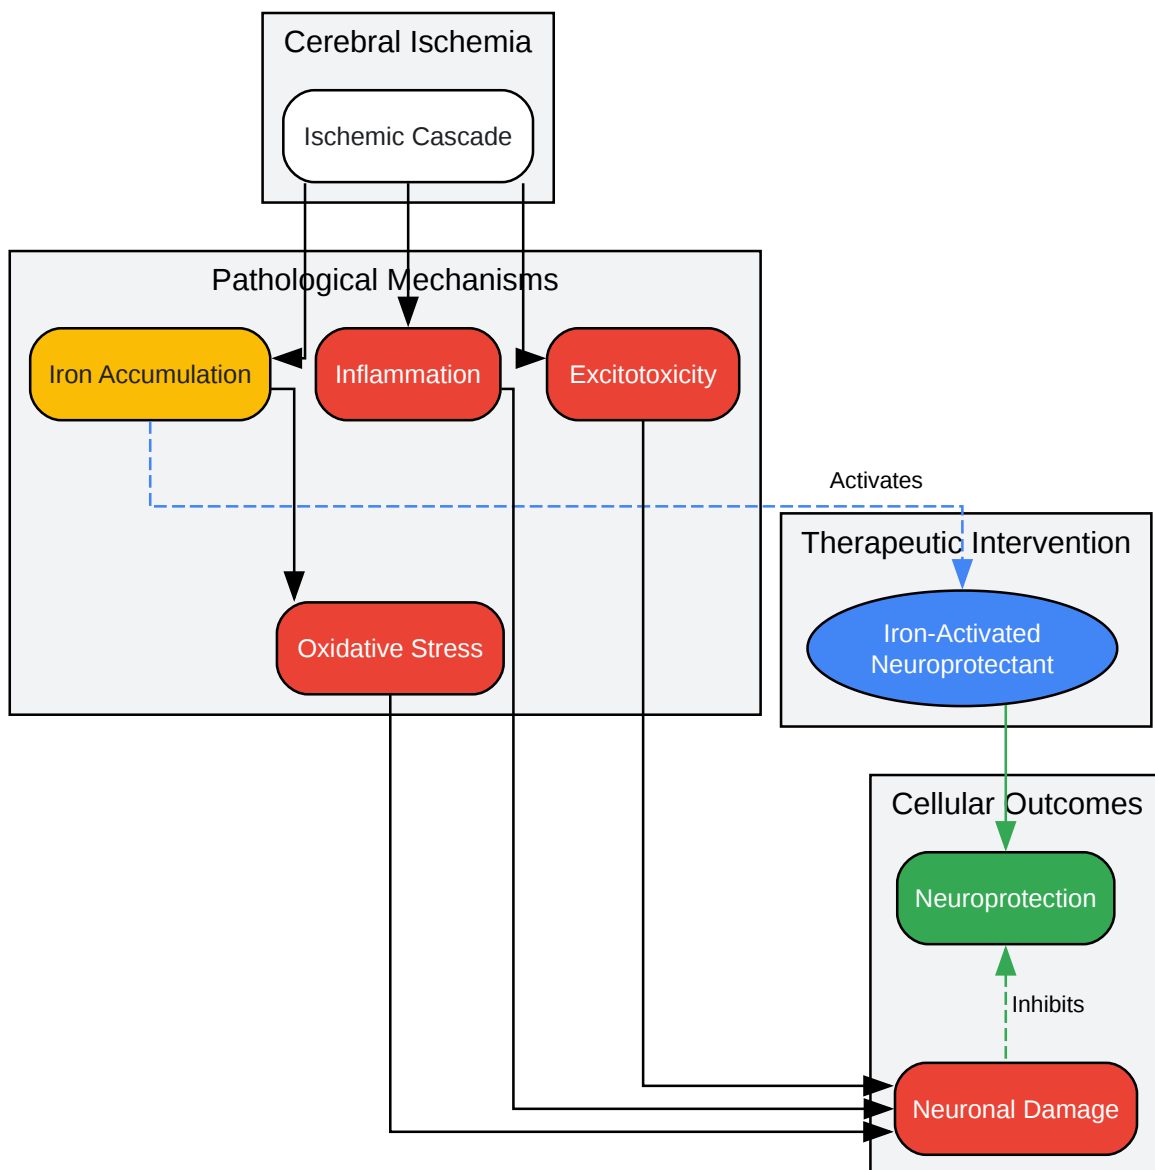 Cerebral Ischemia
Ischemic Cascade
Pathological Mechanisms
Iron Accumulation
Inflammation
Excitotoxicity
Activates
Therapeutic Intervention
Iron-Activated
Neuroprotectant
Oxidative Stress
Cellular Outcomes
Neuroprotection
Inhibits
Neuronal Damage